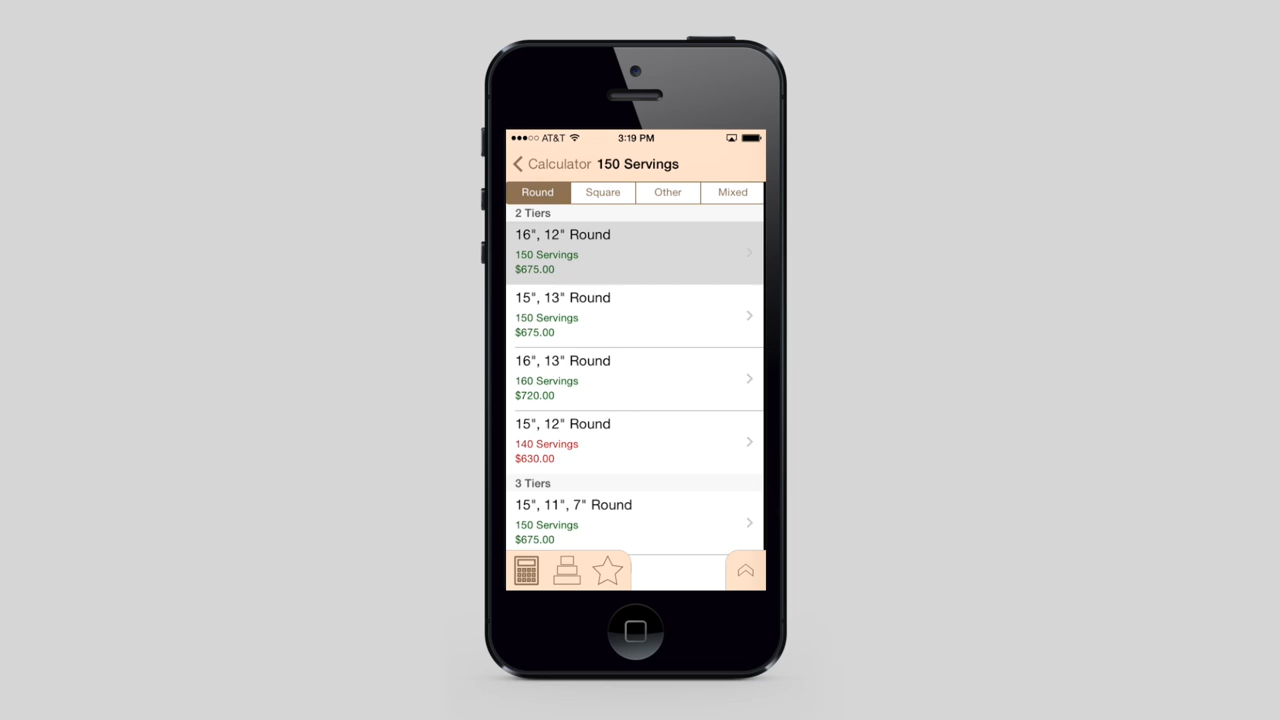 AT&T 3:19 PM
Calculator 150 Servings
Round Square Other Mixed
2 Tiers
16", 12" Round
150 Servings
$675.00
15", 13" Round
150 Servings
$675.00
16", 13" Round
160 Servings
$720.00
15", 12" Round
140 Servings
$630.00
3 Tiers
15", 11", 7" Round
150 Servings
$675.00